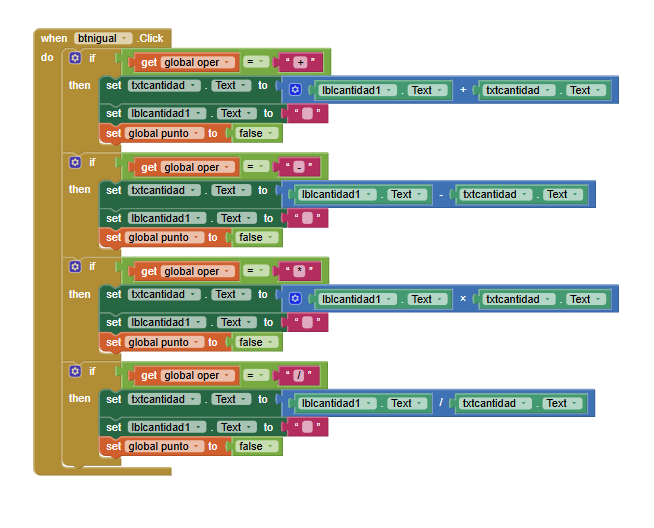 when btnigual .Click
do if get global oper = " + "
then set txtcantidad . Text to lblcantidad1 . Text + txtcantidad . Text
set lblcantidad1 . Text to " "
set global punto to false
if get global oper = " - "
then set txtcantidad . Text to lblcantidad1 . Text - txtcantidad . Text
set lblcantidad1 . Text to " "
set global punto to false
if get global oper = " * "
then set txtcantidad . Text to lblcantidad1 . Text × txtcantidad . Text
set lblcantidad1 . Text to " "
set global punto to false
if get global oper = " / "
then set txtcantidad . Text to lblcantidad1 . Text / txtcantidad . Text
set lblcantidad1 . Text to " "
set global punto to false